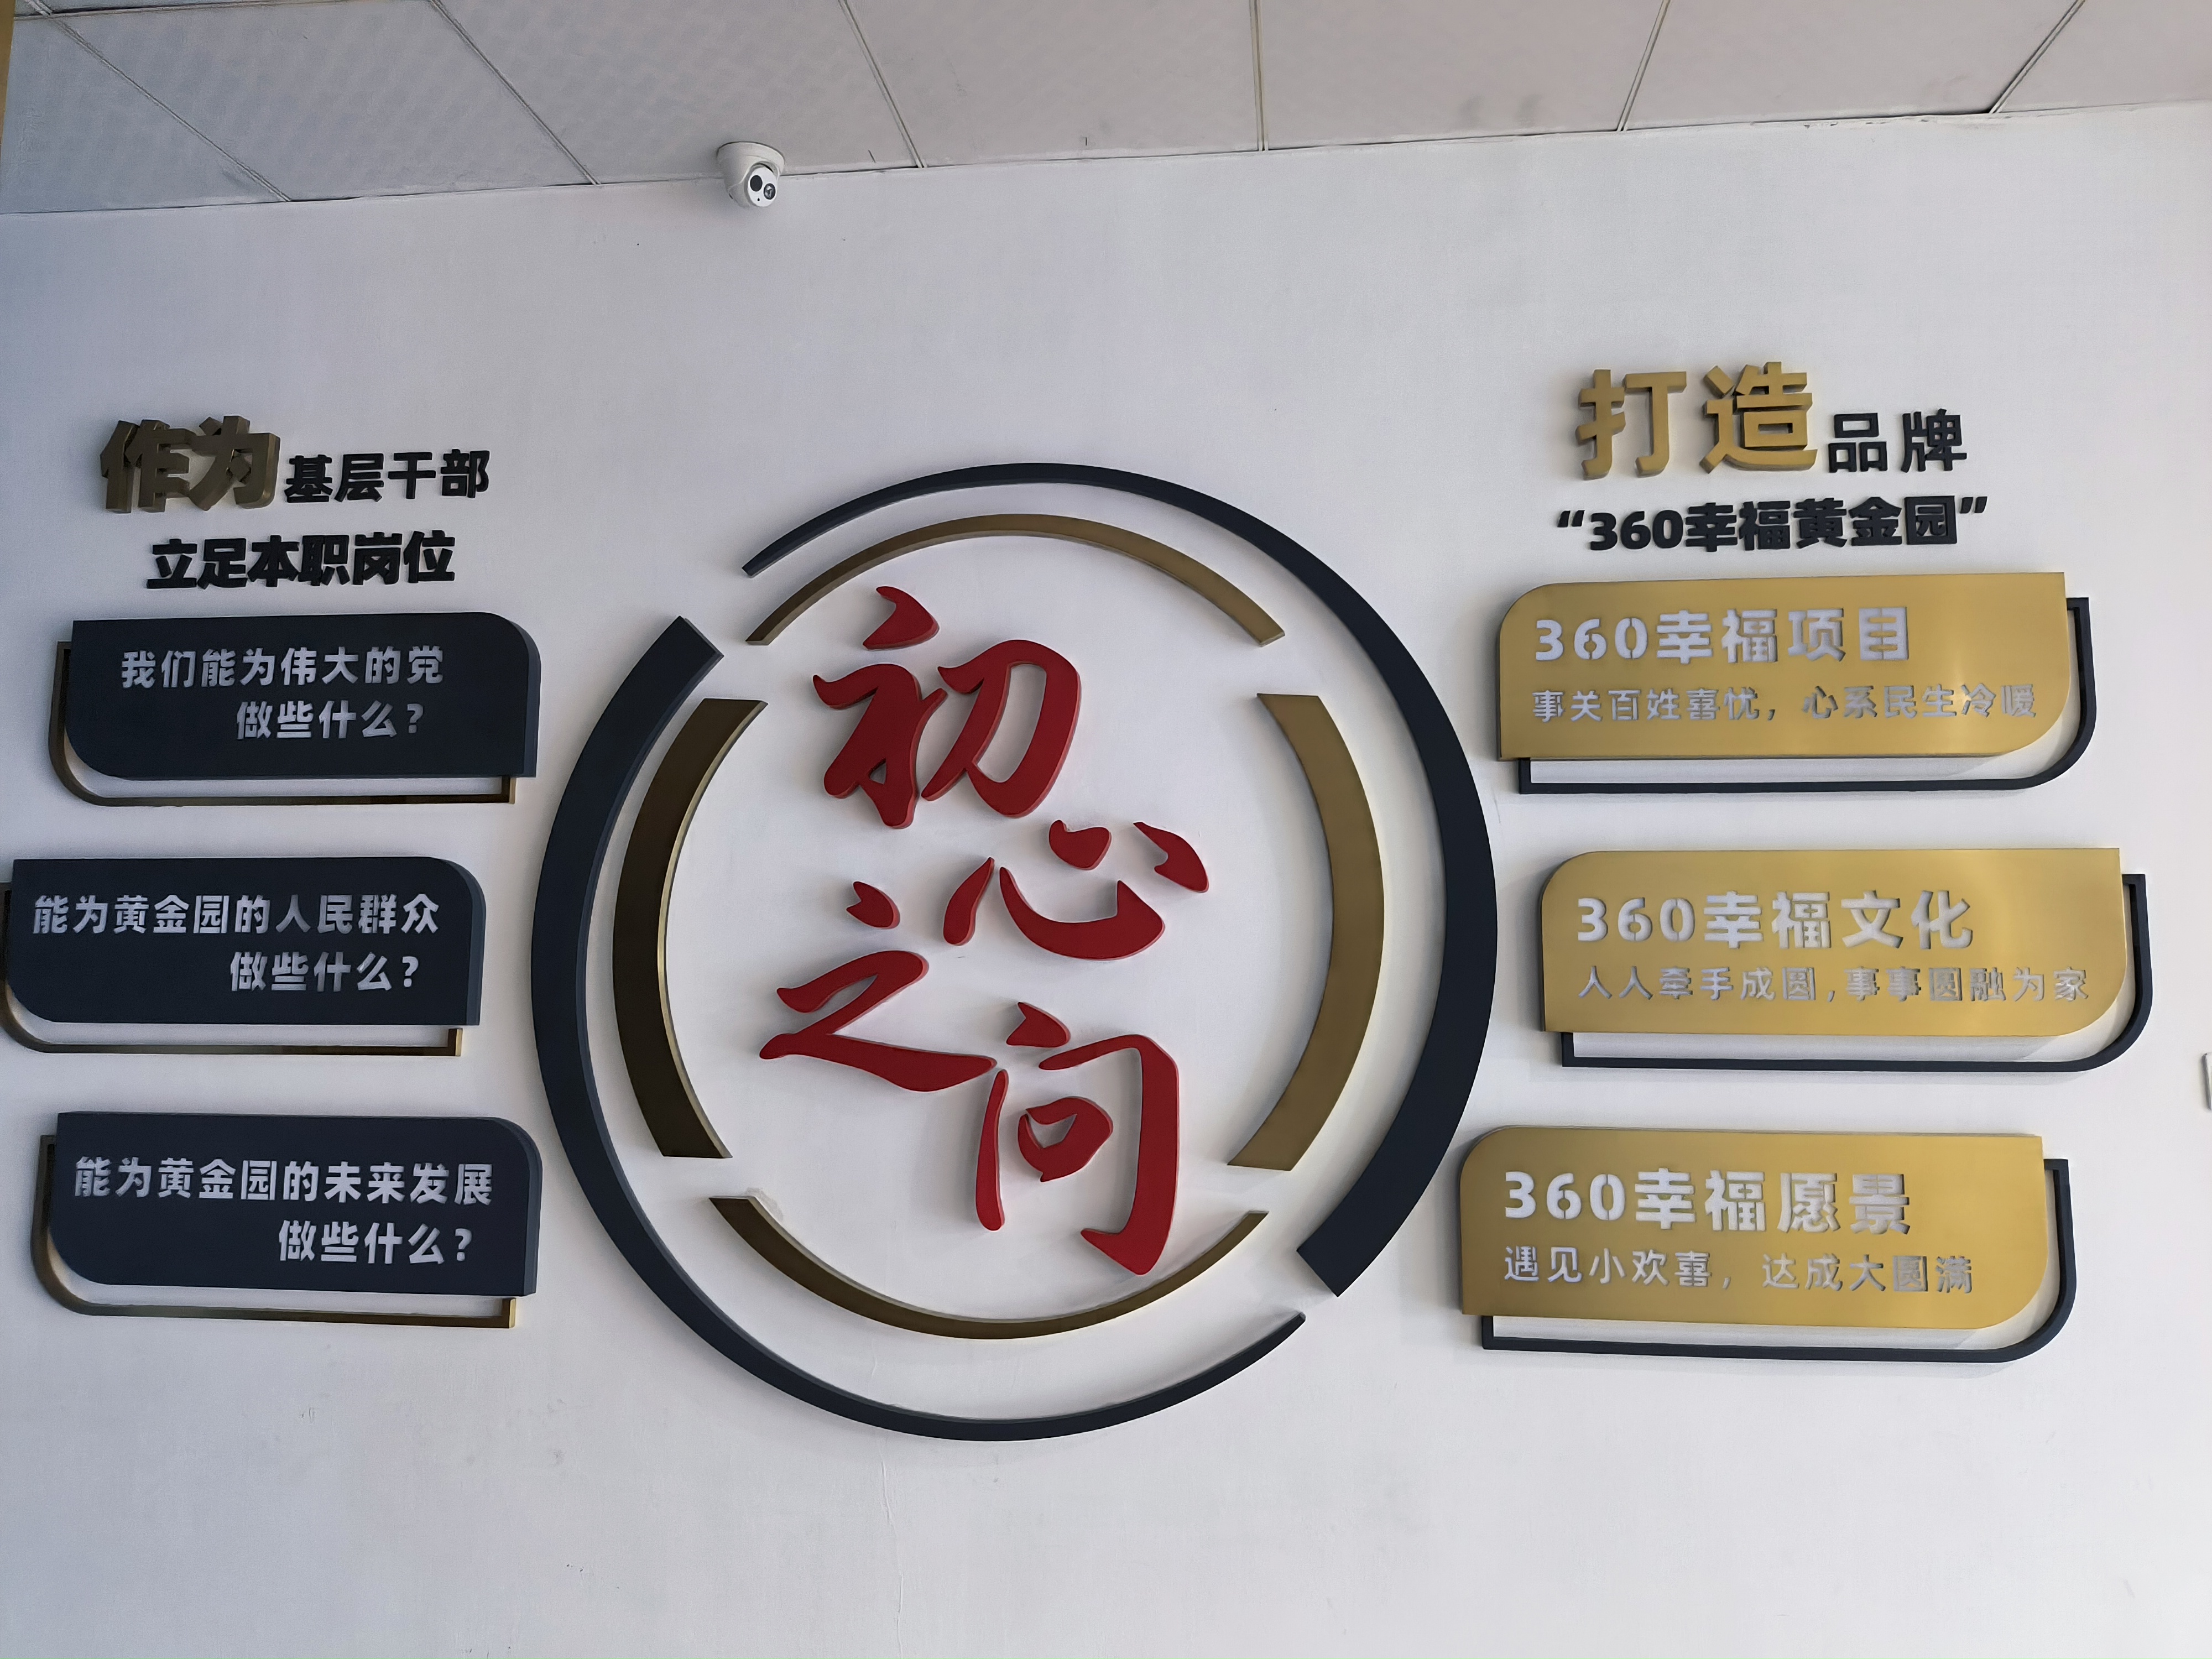 作为基层干部
立足本职岗位
我们能为伟大的党
做些什么？
能为黄金园的人民群众
做些什么？
能为黄金园的未来发展
做些什么？
初
心
之
问
打造品牌
“360幸福黄金园”
360幸福项目
事关百姓喜忧，心系民生冷暖
360幸福文化
人人牵手成圆，事事圆融为家
360幸福愿景
遇见小欢喜，达成大圆满